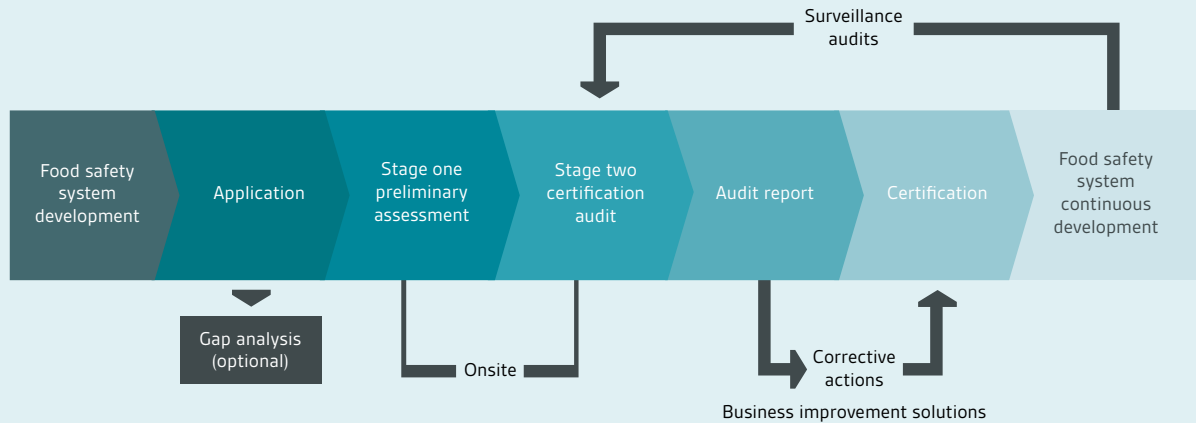 Surveillance
audits
Food safety
system
development
Application
Stage one
preliminary
assessment
Stage two
certification
audit
Audit report
Certification
Food safety
system
continuous
development
Gap analysis
(optional)
Onsite
Corrective
actions
Business improvement solutions